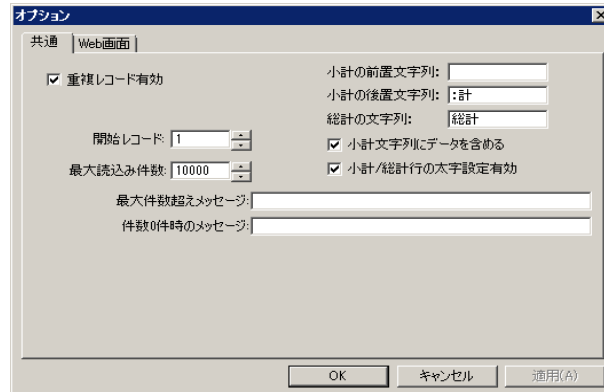 オプション
共通 Web画面
重複レコード有効
小計の前置文字列:
小計の後置文字列: :計
総計の文字列: 総計
開始レコード: 1
小計文字列にデータを含める
最大読込み件数: 10000
小計/総計行の太字設定有効
最大件数超えメッセージ:
件数0件時のメッセージ:
OK キャンセル 適用(A)